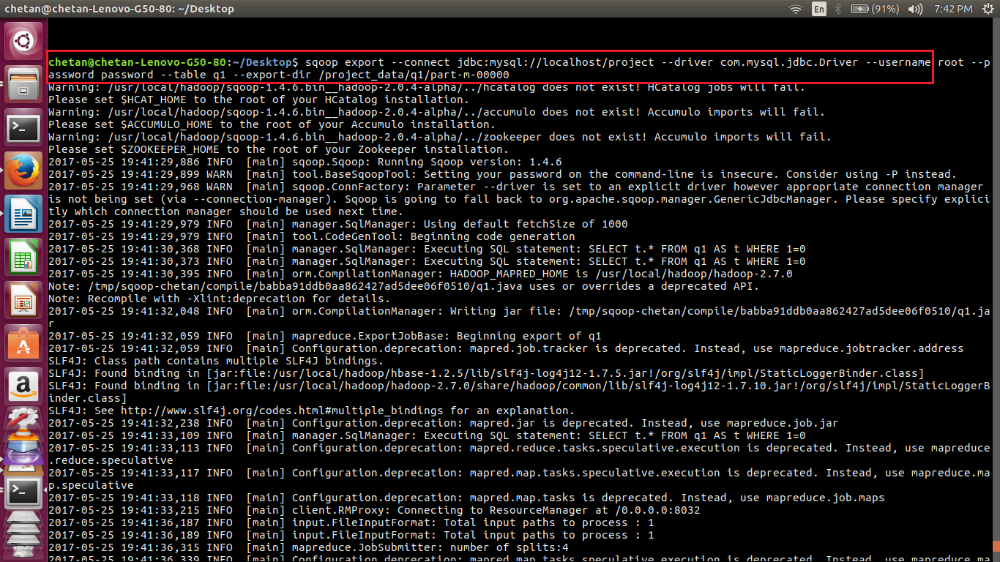 chetan@chetan-Lenovo-G50-80: ~/Desktop
En
(91%)
7:42 PM
chetan@chetan-Lenovo-G50-80:~/Desktop$ sqoop export --connect jdbc:mysql://localhost/project --driver com.mysql.jdbc.Driver --username root --p
assword password --table q1 --export-dir /project_data/q1/part-m-00000
Warning: /usr/local/hadoop/sqoop-1.4.6.bin__hadoop-2.0.4-alpha/../hcatalog does not exist! HCatalog jobs will fail.
Please set $HCAT_HOME to the root of your HCatalog installation.
Warning: /usr/local/hadoop/sqoop-1.4.6.bin__hadoop-2.0.4-alpha/../accumulo does not exist! Accumulo imports will fail.
Please set $ACCUMULO_HOME to the root of your Accumulo installation.
Warning: /usr/local/hadoop/sqoop-1.4.6.bin__hadoop-2.0.4-alpha/../zookeeper does not exist! Accumulo imports will fail.
Please set $ZOOKEEPER_HOME to the root of your Zookeeper installation.
2017-05-25 19:41:29,886 INFO  [main] sqoop.Sqoop: Running Sqoop version: 1.4.6
2017-05-25 19:41:29,899 WARN  [main] tool.BaseSqoopTool: Setting your password on the command-line is insecure. Consider using -P instead.
2017-05-25 19:41:29,968 WARN  [main] sqoop.ConnFactory: Parameter --driver is set to an explicit driver however appropriate connection manager
is not being set (via --connection-manager). Sqoop is going to fall back to org.apache.sqoop.manager.GenericJdbcManager. Please specify explici
tly which connection manager should be used next time.
2017-05-25 19:41:29,979 INFO  [main] manager.SqlManager: Using default fetchSize of 1000
2017-05-25 19:41:29,979 INFO  [main] tool.CodeGenTool: Beginning code generation
2017-05-25 19:41:30,368 INFO  [main] manager.SqlManager: Executing SQL statement: SELECT t.* FROM q1 AS t WHERE 1=0
2017-05-25 19:41:30,373 INFO  [main] manager.SqlManager: Executing SQL statement: SELECT t.* FROM q1 AS t WHERE 1=0
2017-05-25 19:41:30,395 INFO  [main] orm.CompilationManager: HADOOP_MAPRED_HOME is /usr/local/hadoop/hadoop-2.7.0
Note: /tmp/sqoop-chetan/compile/babba91ddb0aa862427ad5dee06f0510/q1.java uses or overrides a deprecated API.
Note: Recompile with -Xlint:deprecation for details.
2017-05-25 19:41:32,048 INFO  [main] orm.CompilationManager: Writing jar file: /tmp/sqoop-chetan/compile/babba91ddb0aa862427ad5dee06f0510/q1.ja
r
2017-05-25 19:41:32,059 INFO  [main] mapreduce.ExportJobBase: Beginning export of q1
2017-05-25 19:41:32,059 INFO  [main] Configuration.deprecation: mapred.job.tracker is deprecated. Instead, use mapreduce.jobtracker.address
SLF4J: Class path contains multiple SLF4J bindings.
SLF4J: Found binding in [jar:file:/usr/local/hadoop/hbase-1.2.5/lib/slf4j-log4j12-1.7.5.jar!/org/slf4j/impl/StaticLoggerBinder.class]
SLF4J: Found binding in [jar:file:/usr/local/hadoop/hadoop-2.7.0/share/hadoop/common/lib/slf4j-log4j12-1.7.10.jar!/org/slf4j/impl/StaticLoggerB
inder.class]
SLF4J: See http://www.slf4j.org/codes.html#multiple_bindings for an explanation.
2017-05-25 19:41:32,238 INFO  [main] Configuration.deprecation: mapred.jar is deprecated. Instead, use mapreduce.job.jar
2017-05-25 19:41:33,109 INFO  [main] manager.SqlManager: Executing SQL statement: SELECT t.* FROM q1 AS t WHERE 1=0
2017-05-25 19:41:33,113 INFO  [main] Configuration.deprecation: mapred.reduce.tasks.speculative.execution is deprecated. Instead, use mapreduce
.reduce.speculative
2017-05-25 19:41:33,117 INFO  [main] Configuration.deprecation: mapred.map.tasks.speculative.execution is deprecated. Instead, use mapreduce.ma
p.speculative
2017-05-25 19:41:33,118 INFO  [main] Configuration.deprecation: mapred.map.tasks is deprecated. Instead, use mapreduce.job.maps
2017-05-25 19:41:33,215 INFO  [main] client.RMProxy: Connecting to ResourceManager at /0.0.0.0:8032
2017-05-25 19:41:36,187 INFO  [main] input.FileInputFormat: Total input paths to process : 1
2017-05-25 19:41:36,189 INFO  [main] input.FileInputFormat: Total input paths to process : 1
2017-05-25 19:41:36,315 INFO  [main] mapreduce.JobSubmitter: number of splits:4
2017-05-25 19:41:36,339 INFO  [main] Configuration.deprecation: mapred.map.tasks.speculative.execution is deprecated. Instead, use mapreduce.ma